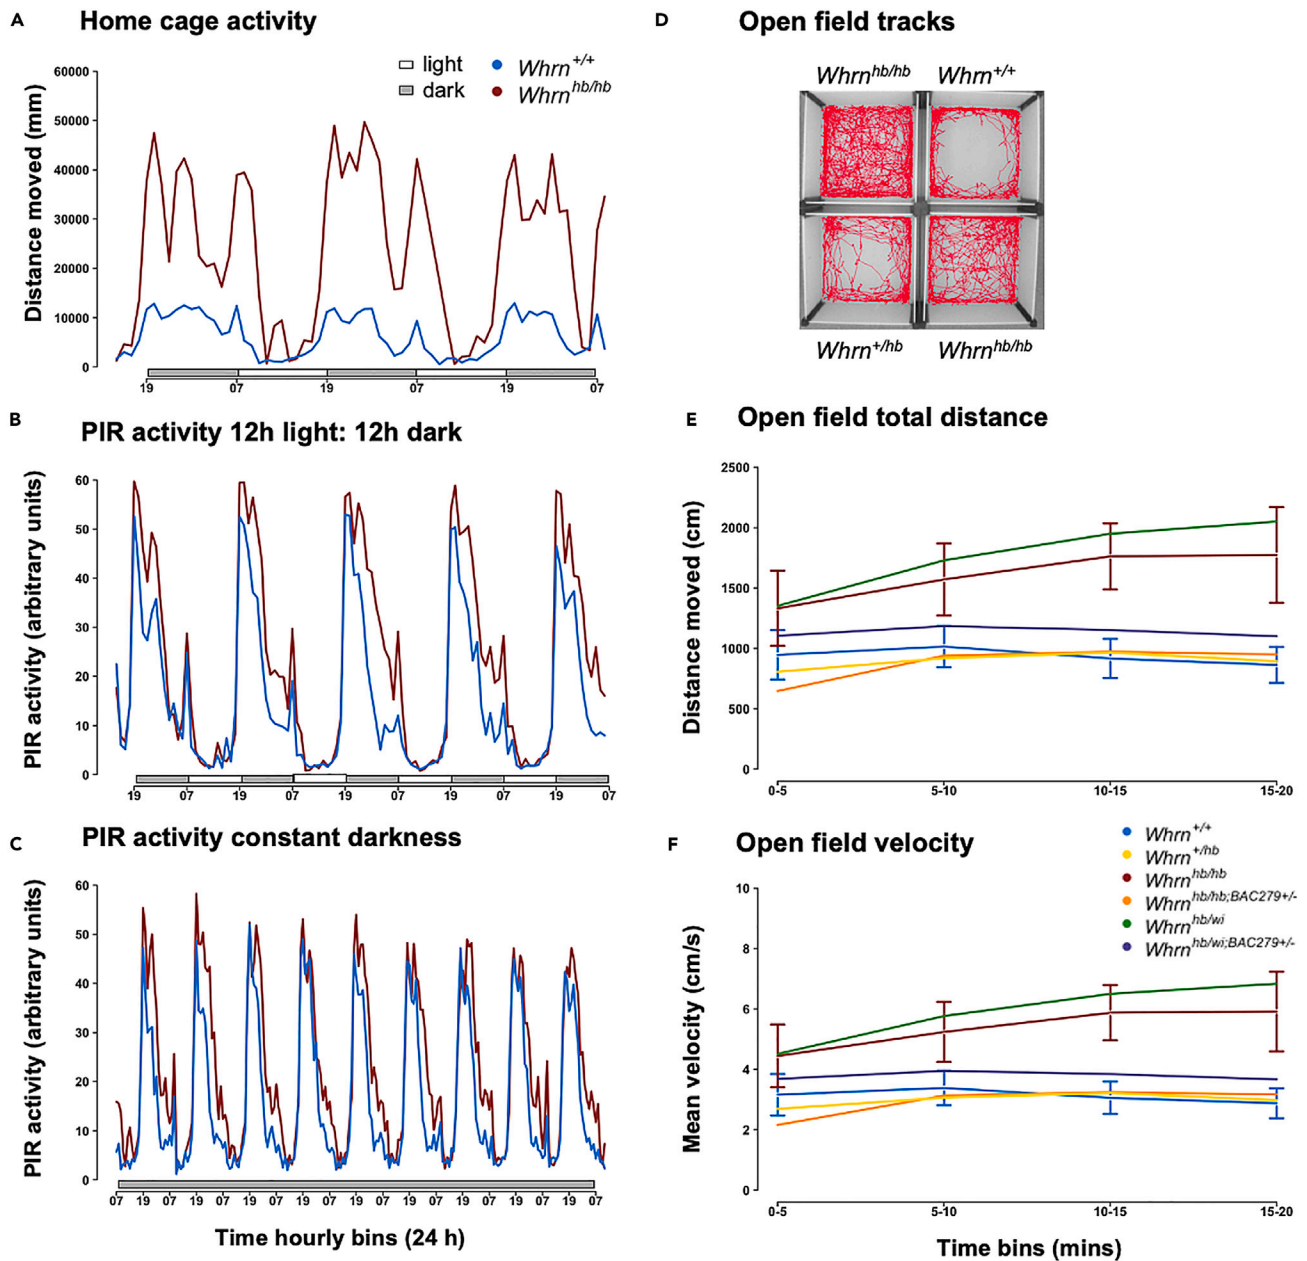 A Home cage activity
light Whrn+/+
dark Whrnhb/hb
Distance moved (mm)
60000
50000
40000
30000
20000
10000
0
19 07 19 07 19 07
B PIR activity 12h light: 12h dark
PIR activity (arbitrary units)
60
50
40
30
20
10
0
19 07 19 07 19 07 19 07 19 07
C PIR activity constant darkness
PIR activity (arbitrary units)
60
50
40
30
20
10
0
07 19 07 19 07 19 07 19 07 19 07 19 07 19 07 19 07 19 07
Time hourly bins (24 h)
D Open field tracks
Whrnhb/hb Whrn+/+
Whrn+/hb Whrnhb/hb
E Open field total distance
Distance moved (cm)
2500
2000
1500
1000
500
0
0-5 5-10 10-15 15-20
F Open field velocity
Whrn+/+
Whrn+/hb
Whrnhb/hb
Whrnhb/hb;BAC279+/-
Whrnhb/wi
Whrnhb/wi;BAC279+/-
Mean velocity (cm/s)
10
8
6
4
2
0
0-5 5-10 10-15 15-20
Time bins (mins)